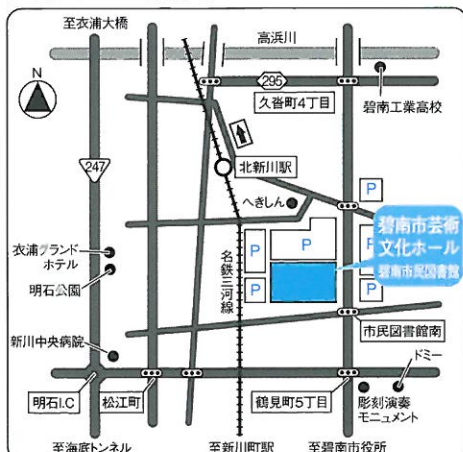 至衣浦大橋
高浜川
N
295
久沓町4丁目
碧南工業高校
247
北新川駅
へきしん
P
P
P
P
P
P
碧南市芸術
文化ホール
碧南市民図書館
衣浦グランド
ホテル
明石公園
名鉄三河線
市民図書館南
新川中央病院
ドミー
明石I.C
松江町
鶴見町5丁目
彫刻演奏
モニュメント
至海底トンネル
至新川町駅
至碧南市役所